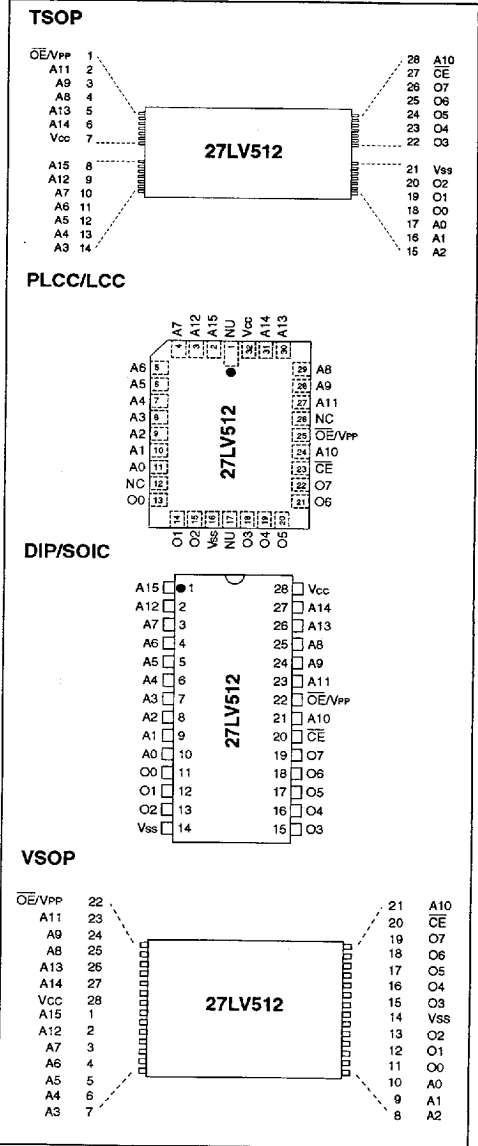 TSOP
OE/VPP 1
A11 2
A9 3
A8 4
A13 5
A14 6
Vcc 7
A15 8
A12 9
A7 10
A6 11
A5 12
A4 13
A3 14
27LV512
28 A10
27 CE
26 O7
25 O6
24 O5
23 O4
22 O3
21 Vss
20 O2
19 O1
18 O0
17 A0
16 A1
15 A2
PLCC/LCC
A7 A12 A15 NU Vcc A14 A13
4 3 2 1 32 31 30
A6 5
A5 6
A4 7
A3 8
A2 9
A1 10
A0 11
NC 12
O0 13
27LV512
29 A8
28 A9
27 A11
26 NC
25 OE/VPP
24 A10
23 CE
22 O7
21 O6
14 15 16 17 18 19 20
O1 O2 Vss NU O3 O4 O5
DIP/SOIC
A15 1
A12 2
A7 3
A6 4
A5 5
A4 6
A3 7
A2 8
A1 9
A0 10
O0 11
O1 12
O2 13
Vss 14
27LV512
28 Vcc
27 A14
26 A13
25 A8
24 A9
23 A11
22 OE/VPP
21 A10
20 CE
19 O7
18 O6
17 O5
16 O4
15 O3
VSOP
OE/VPP 22
A11 23
A9 24
A8 25
A13 26
A14 27
VCC 28
A15 1
A12 2
A7 3
A6 4
A5 5
A4 6
A3 7
27LV512
21 A10
20 CE
19 O7
18 O6
17 O5
16 O4
15 O3
14 VSS
13 O2
12 O1
11 O0
10 A0
9 A1
8 A2